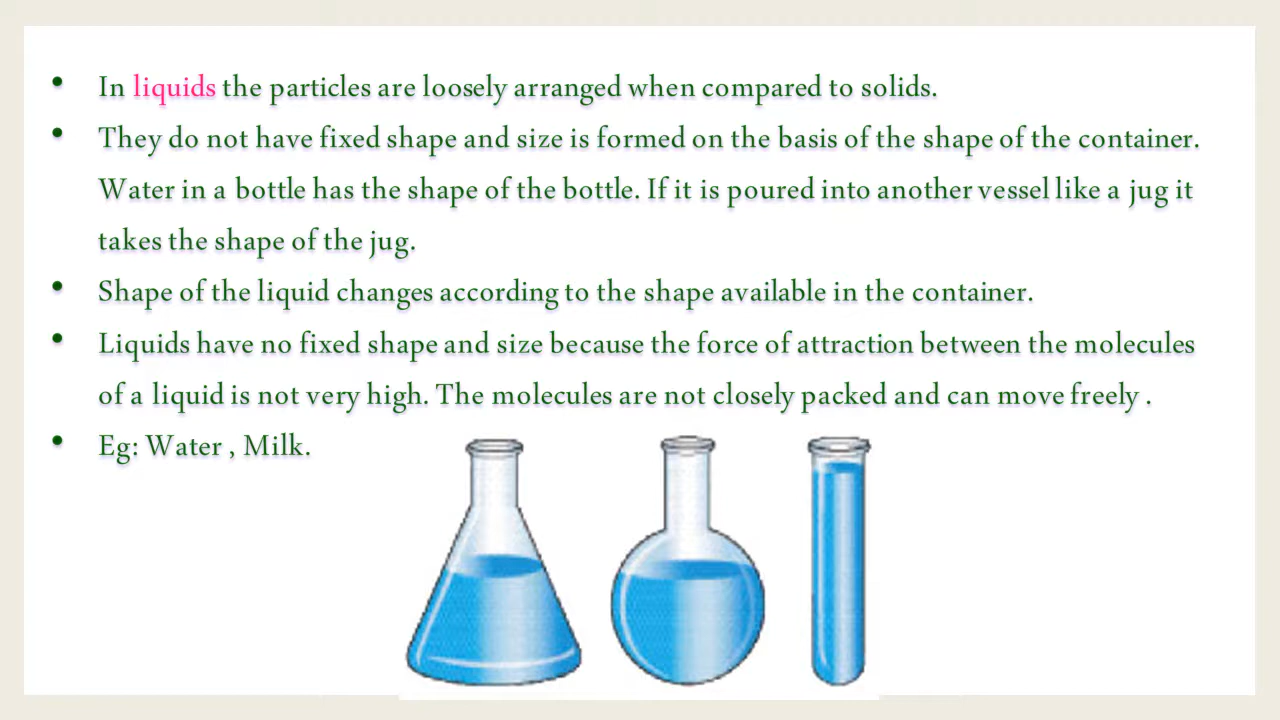 • In liquids the particles are loosely arranged when compared to solids.
• They do not have fixed shape and size is formed on the basis of the shape of the container.
Water in a bottle has the shape of the bottle. If it is poured into another vessel like a jug it
takes the shape of the jug.
• Shape of the liquid changes according to the shape available in the container.
• Liquids have no fixed shape and size because the force of attraction between the molecules
of a liquid is not very high. The molecules are not closely packed and can move freely .
• Eg: Water , Milk.